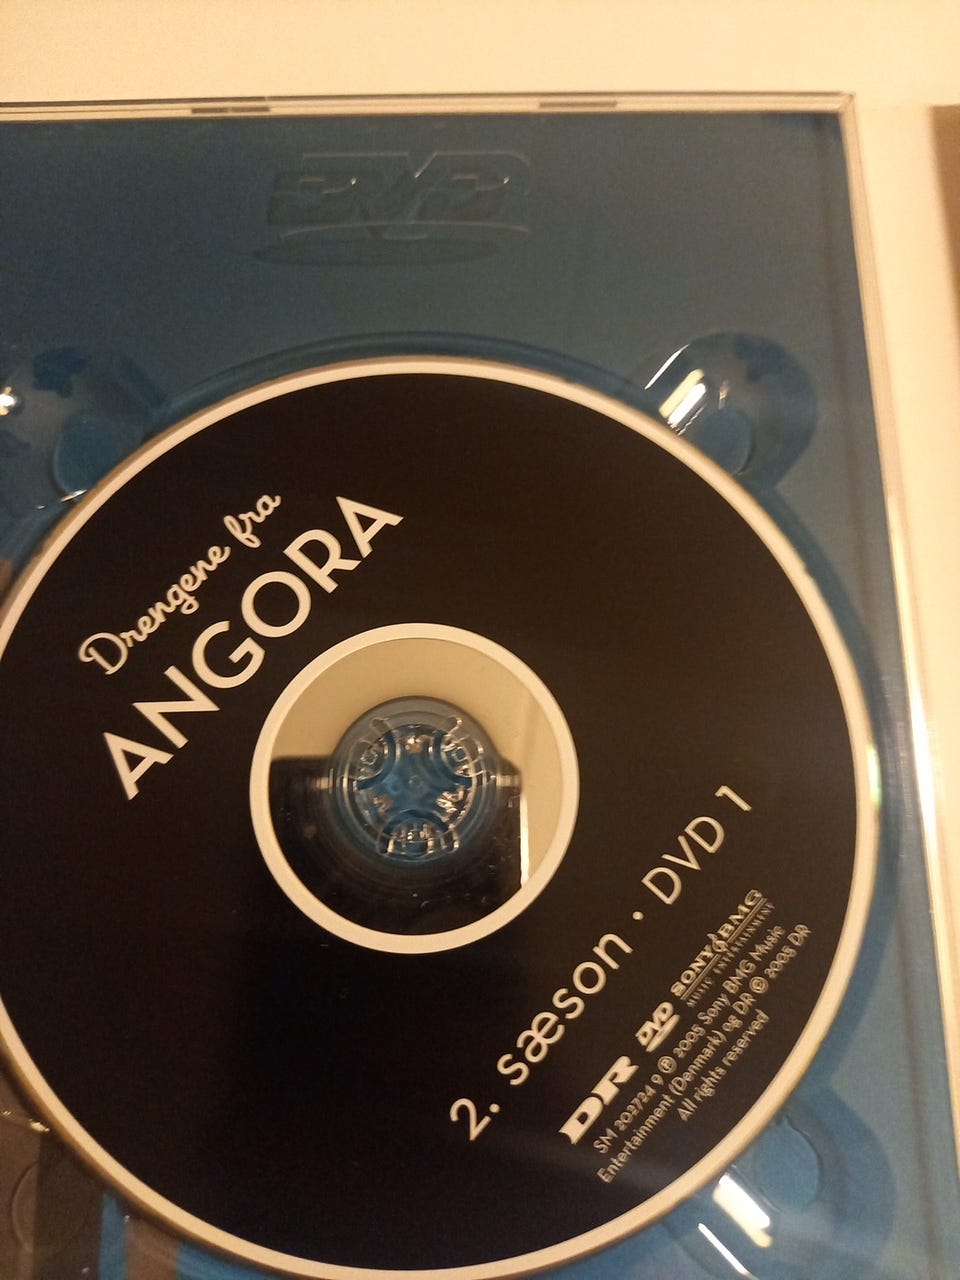 DVD
Drengene fra
ANGORA
2. sæson • DVD 1
DR DVD SONY BMG
MUSIC ENTERTAINMENT
SM 202724 9 ℗ 2005 Sony BMG Music
Entertainment (Denmark) og DR © 2005 DR
All rights reserved